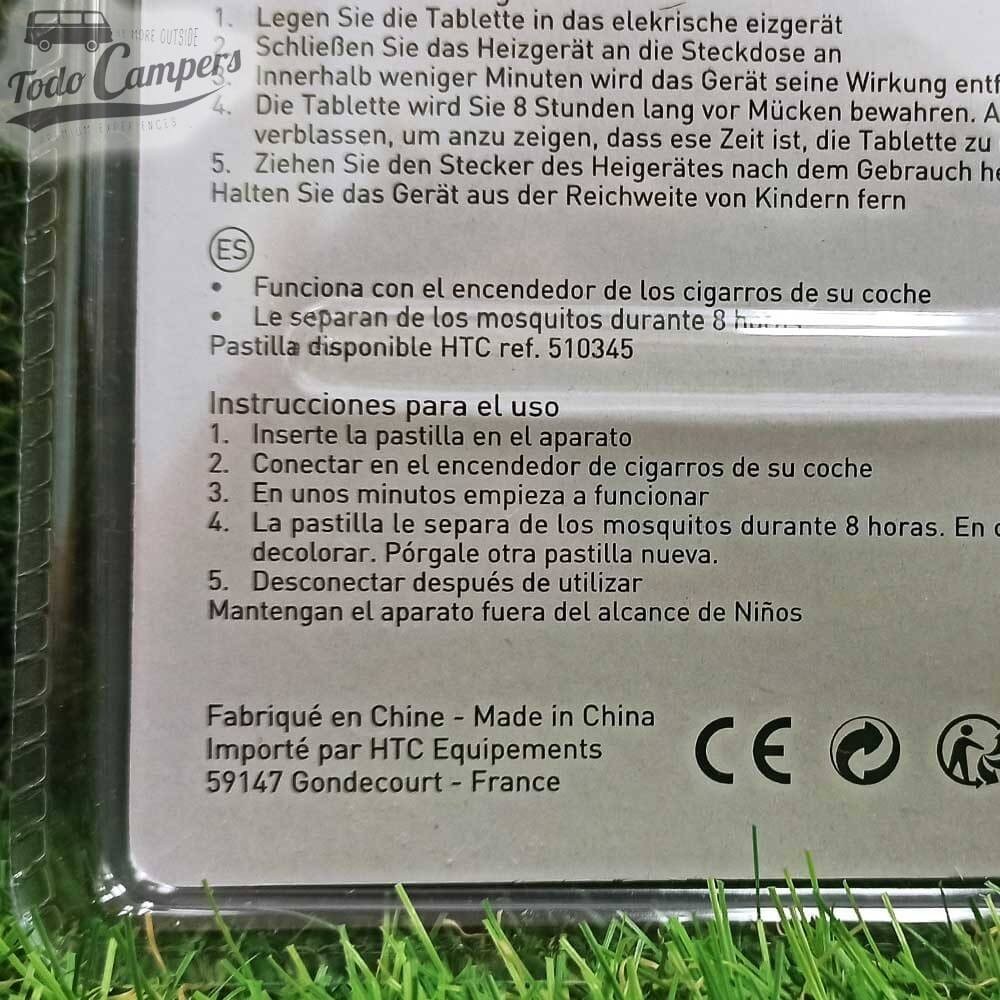 MORE OUTSIDE
Todo Campers
1. Legen Sie die Tablette in das elekrische eizgerät
2. Schließen Sie das Heizgerät an die Steckdose an
3. Innerhalb weniger Minuten wird das Gerät seine Wirkung entf
4. Die Tablette wird Sie 8 Stunden lang vor Mücken bewahren. A
verblassen, um anzu zeigen, dass ese Zeit ist, die Tablette zu
5. Ziehen Sie den Stecker des Heigerätes nach dem Gebrauch he
Halten Sie das Gerät aus der Reichweite von Kindern fern
ES
• Funciona con el encendedor de los cigarros de su coche
• Le separan de los mosquitos durante 8 horas
Pastilla disponible HTC ref. 510345
Instrucciones para el uso
1. Inserte la pastilla en el aparato
2. Conectar en el encendedor de cigarros de su coche
3. En unos minutos empieza a funcionar
4. La pastilla le separa de los mosquitos durante 8 horas. En c
decolorar. Pórgale otra pastilla nueva.
5. Desconectar después de utilizar
Mantengan el aparato fuera del alcance de Niños
Fabriqué en Chine - Made in China
Importé par HTC Equipements
59147 Gondecourt - France
CE